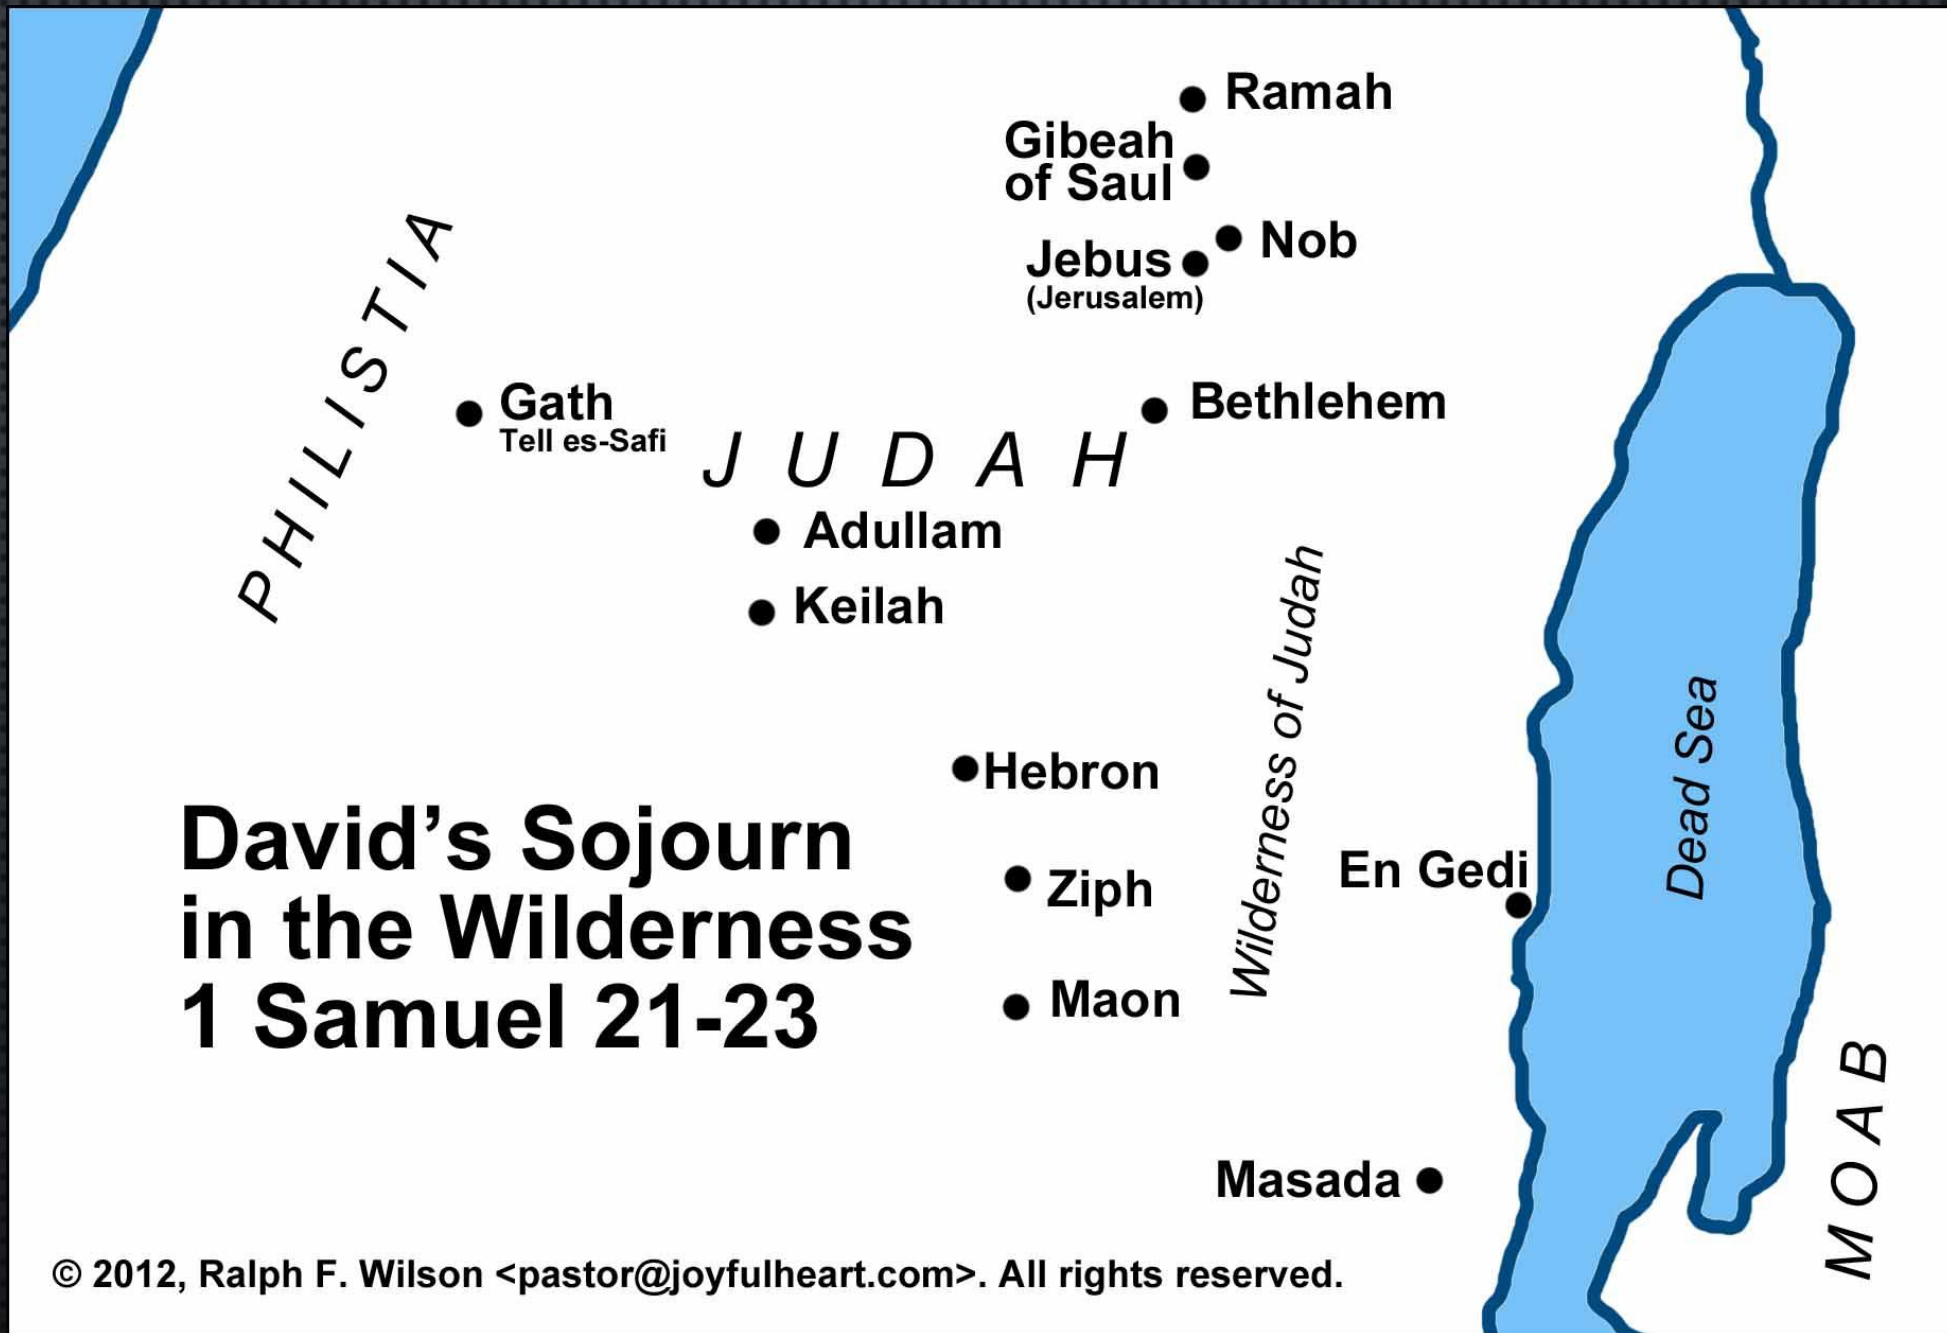 Ramah
Gibeah
of Saul
Nob
Jebus
(Jerusalem)
PHILISTIA
Gath
Tell es-Safi
Bethlehem
JUDAH
Adullam
Keilah
Wilderness of Judah
Dead Sea
Hebron
David’s Sojourn
in the Wilderness
1 Samuel 21-23
Ziph
En Gedi
Maon
MOAB
Masada
© 2012, Ralph F. Wilson <pastor@joyfulheart.com>. All rights reserved.